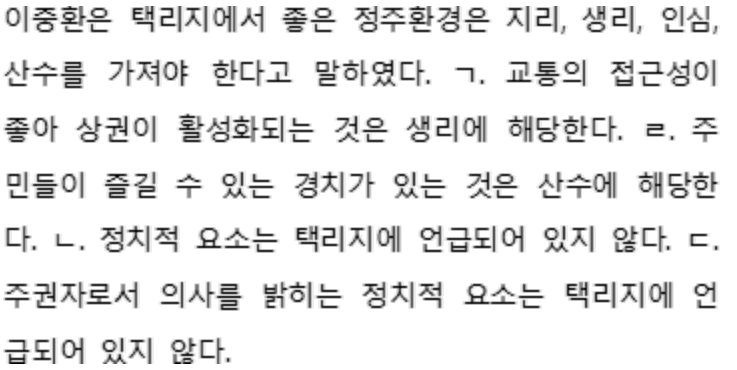 이중환은 택리지에서 좋은 정주환경은 지리, 생리, 인심,
산수를 가져야 한다고 말하였다. ㄱ. 교통의 접근성이
좋아 상권이 활성화되는 것은 생리에 해당한다. ㄹ. 주
민들이 즐길 수 있는 경치가 있는 것은 산수에 해당한
다. ㄴ. 정치적 요소는 택리지에 언급되어 있지 않다. ㄷ.
주권자로서 의사를 밝히는 정치적 요소는 택리지에 언
급되어 있지 않다.